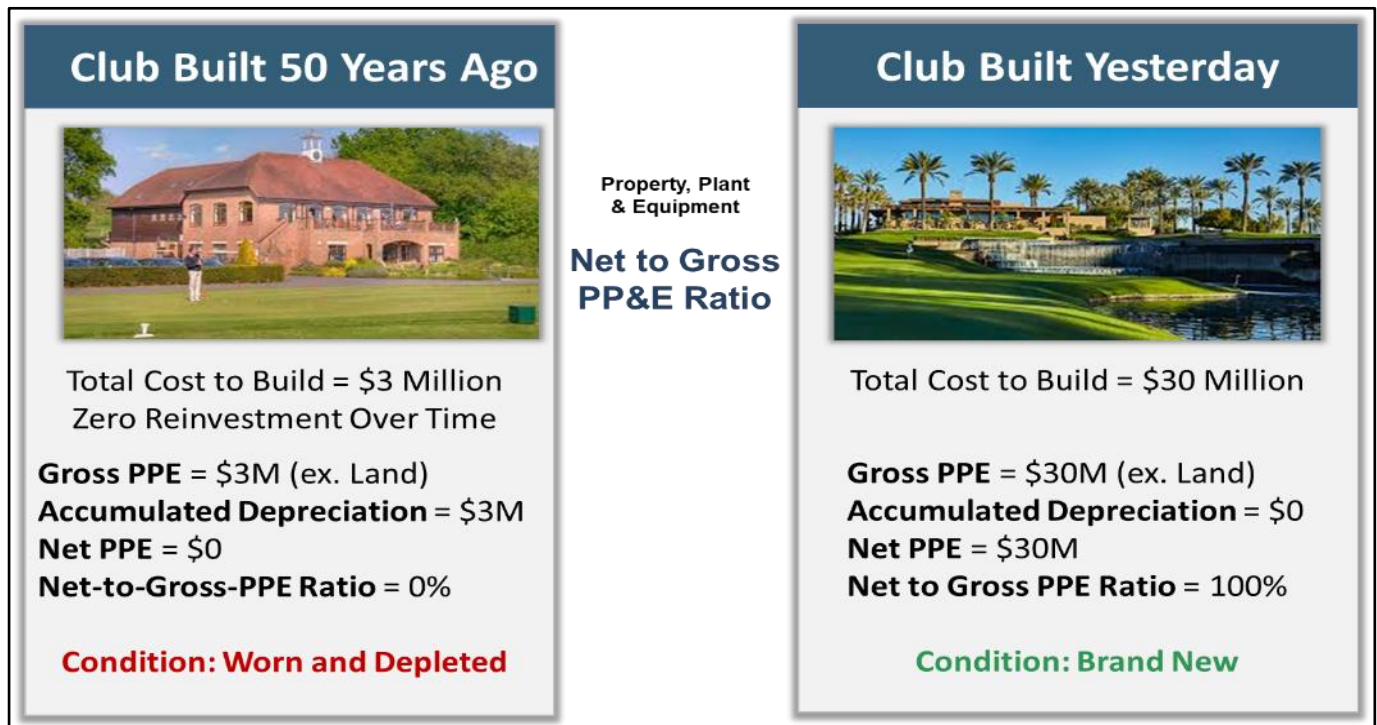 Club Built 50 Years Ago
Total Cost to Build = $3 Million
Zero Reinvestment Over Time
Gross PPE = $3M (ex. Land)
Accumulated Depreciation = $3M
Net PPE = $0
Net-to-Gross-PPE Ratio = 0%
Condition: Worn and Depleted
Property, Plant
& Equipment
Net to Gross
PP&E Ratio
Club Built Yesterday
Total Cost to Build = $30 Million
Gross PPE = $30M (ex. Land)
Accumulated Depreciation = $0
Net PPE = $30M
Net to Gross PPE Ratio = 100%
Condition: Brand New